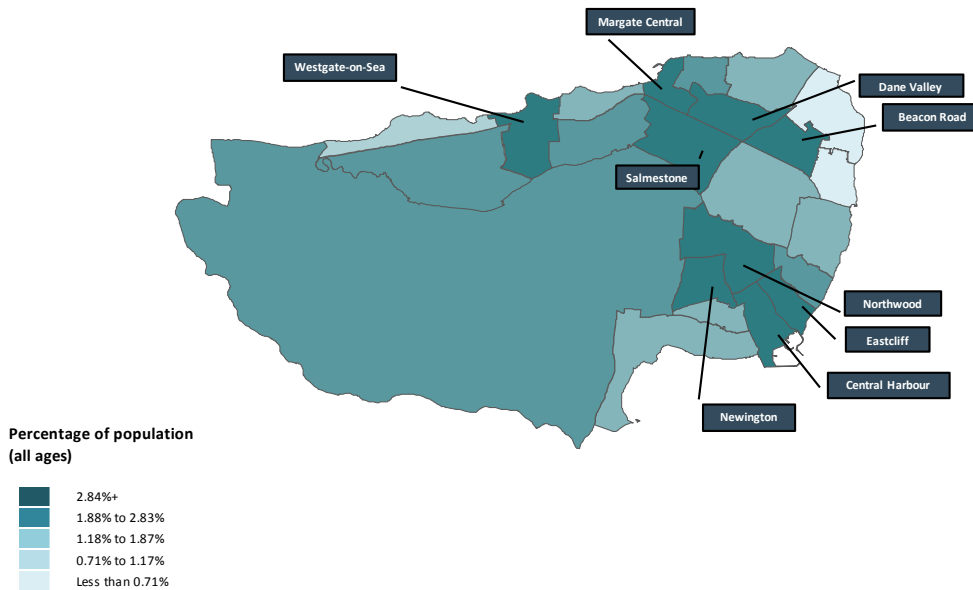 Margate Central
Westgate-on-Sea
Dane Valley
Beacon Road
Salmestone
Northwood
Eastcliff
Central Harbour
Newington
Percentage of population
(all ages)
2.84%+
1.88% to 2.83%
1.18% to 1.87%
0.71% to 1.17%
Less than 0.71%